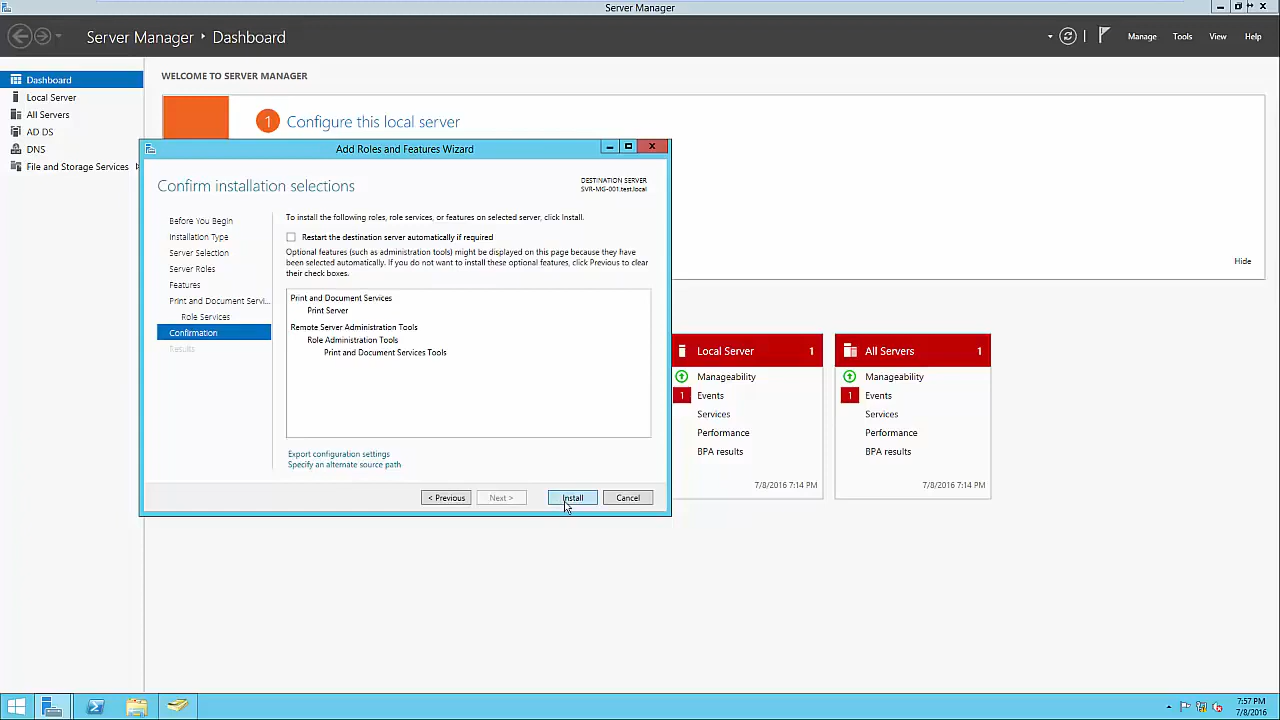 Server Manager
Server Manager ‣ Dashboard
Manage
Tools
View
Help
Dashboard
Local Server
All Servers
AD DS
DNS
File and Storage Services
WELCOME TO SERVER MANAGER
1
Configure this local server
Hide
Add Roles and Features Wizard
Confirm installation selections
DESTINATION SERVER
SVR-MG-001.test.local
Before You Begin
Installation Type
Server Selection
Server Roles
Features
Print and Document Servi...
Role Services
Confirmation
Results
To install the following roles, role services, or features on selected server, click Install.
Restart the destination server automatically if required
Optional features (such as administration tools) might be displayed on this page because they have
been selected automatically. If you do not want to install these optional features, click Previous to clear
their check boxes.
Print and Document Services
Print Server
Remote Server Administration Tools
Role Administration Tools
Print and Document Services Tools
Export configuration settings
Specify an alternate source path
< Previous
Next >
Install
Cancel
Local Server 1
Manageability
1 Events
Services
Performance
BPA results
7/8/2016 7:14 PM
All Servers 1
Manageability
1 Events
Services
Performance
BPA results
7/8/2016 7:14 PM
7:57 PM
7/8/2016